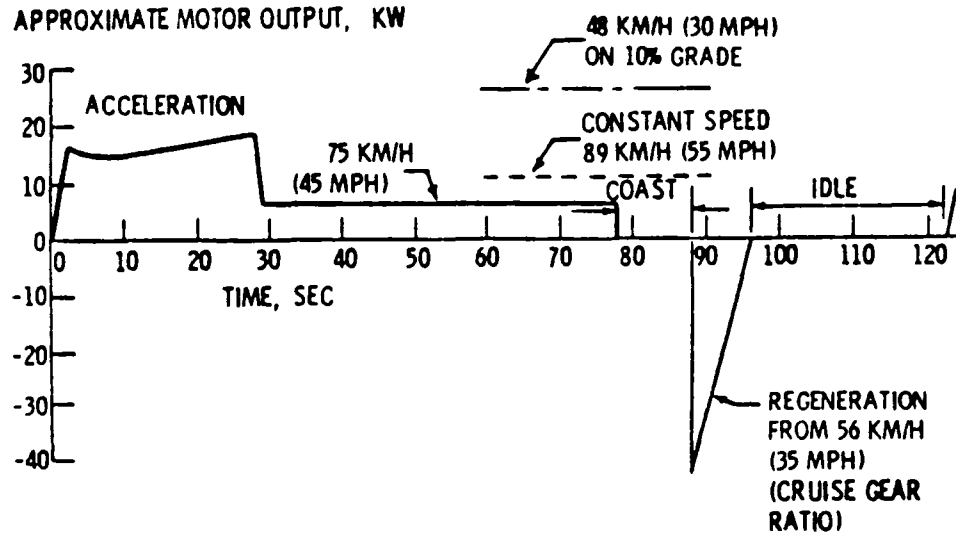 APPROXIMATE MOTOR OUTPUT, KW
48 KM/H (30 MPH)
ON 10% GRADE
30
ACCELERATION
20
CONSTANT SPEED
89 KM/H (55 MPH)
75 KM/H
(45 MPH)
10
COAST
IDLE
0
0 10 20 30 40 50 60 70 80 90 100 110 120
TIME, SEC
-10
-20
-30
-40
REGENERATION
FROM 56 KM/H
(35 MPH)
(CRUISE GEAR
RATIO)